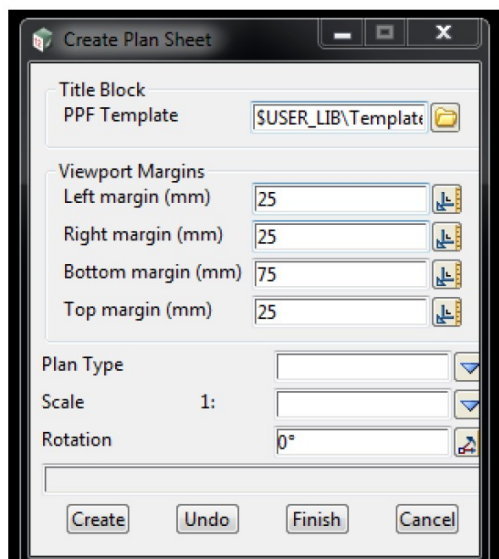 Create Plan Sheet
Title Block
PPF Template $USER_LIB\Template
Viewport Margins
Left margin (mm) 25
Right margin (mm) 25
Bottom margin (mm) 75
Top margin (mm) 25
Plan Type
Scale 1:
Rotation 0°
Create Undo Finish Cancel